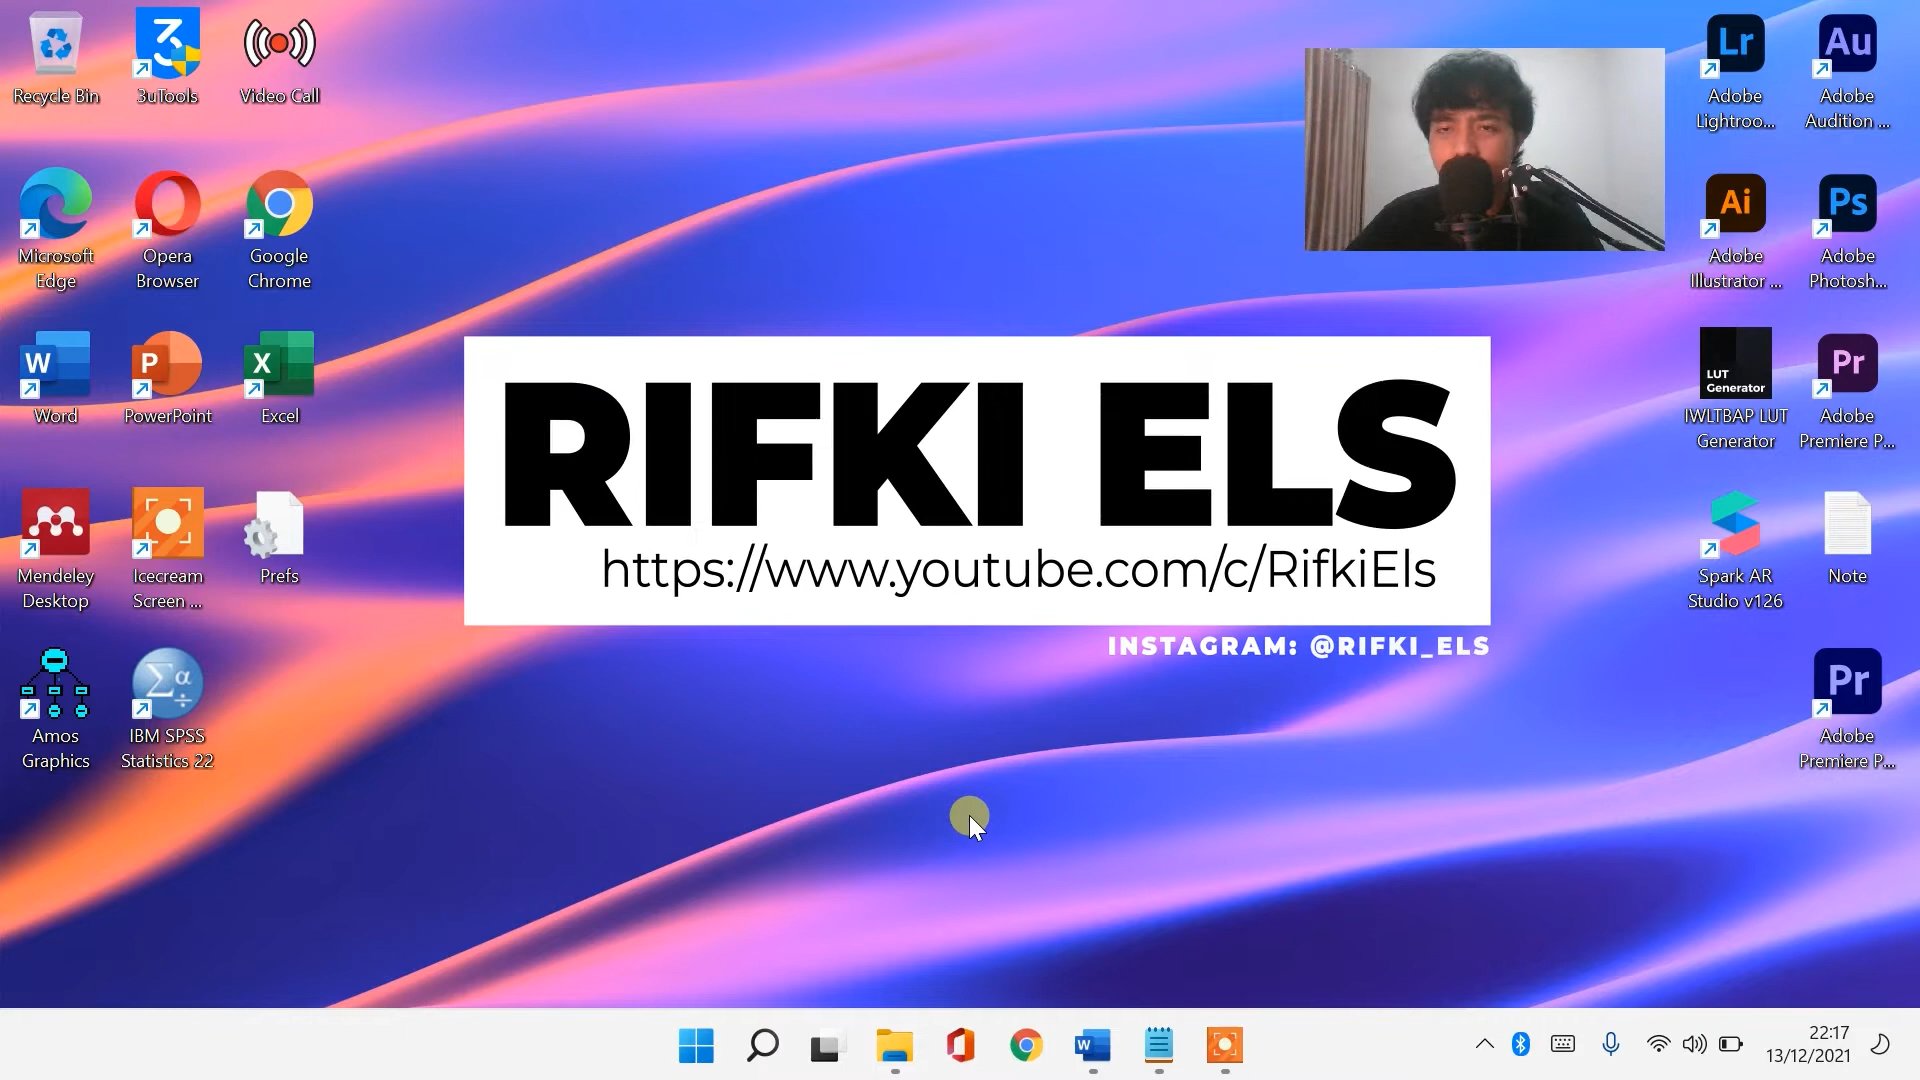 Recycle Bin
3uTools
Video Call
Lr
Adobe
Lightroo...
Au
Adobe
Audition ...
Microsoft
Edge
Opera
Browser
Google
Chrome
Ai
Adobe
Illustrator ...
Ps
Adobe
Photosh...
W
Word
P
PowerPoint
X
Excel
RIFKI ELS
https://www.youtube.com/c/RifkiEls
INSTAGRAM: @RIFKI_ELS
LUT
Generator
IWLTBAP LUT
Generator
Pr
Adobe
Premiere P...
Mendeley
Desktop
Icecream
Screen ...
Prefs
Spark AR
Studio v126
Note
Amos
Graphics
Σα
÷
IBM SPSS
Statistics 22
Pr
Adobe
Premiere P...
W
22:17
13/12/2021